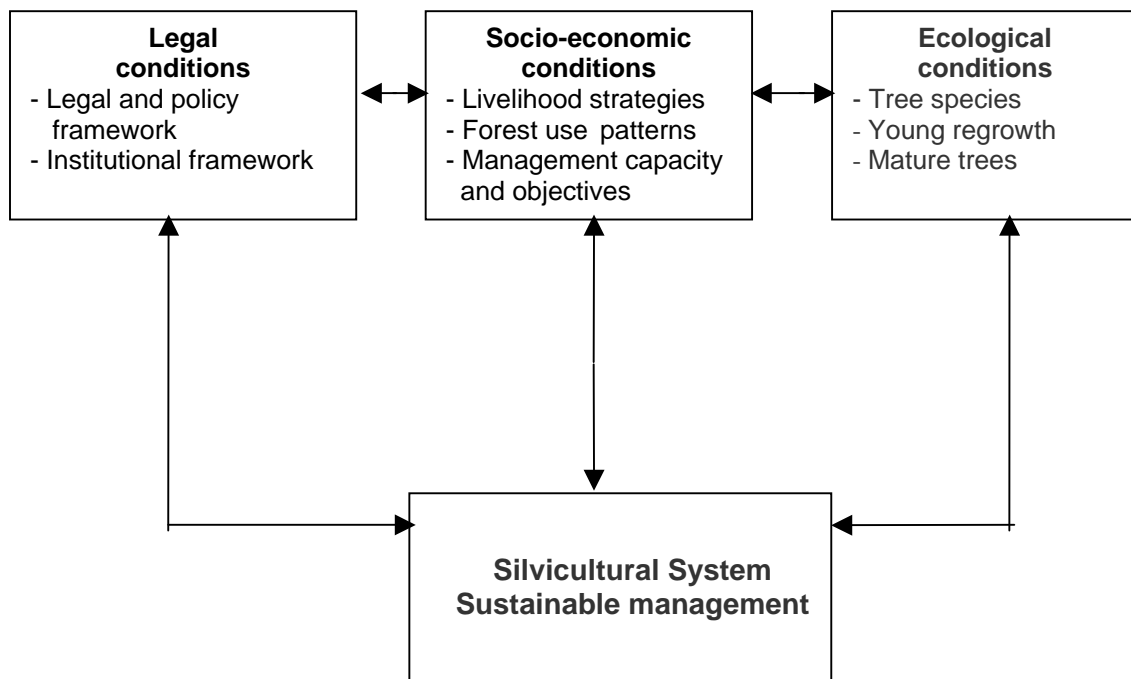 Legal
conditions
- Legal and policy
framework
- Institutional framework
Socio-economic
conditions
- Livelihood strategies
- Forest use patterns
- Management capacity
and objectives
Ecological
conditions
- Tree species
- Young regrowth
- Mature trees
Silvicultural System
Sustainable management